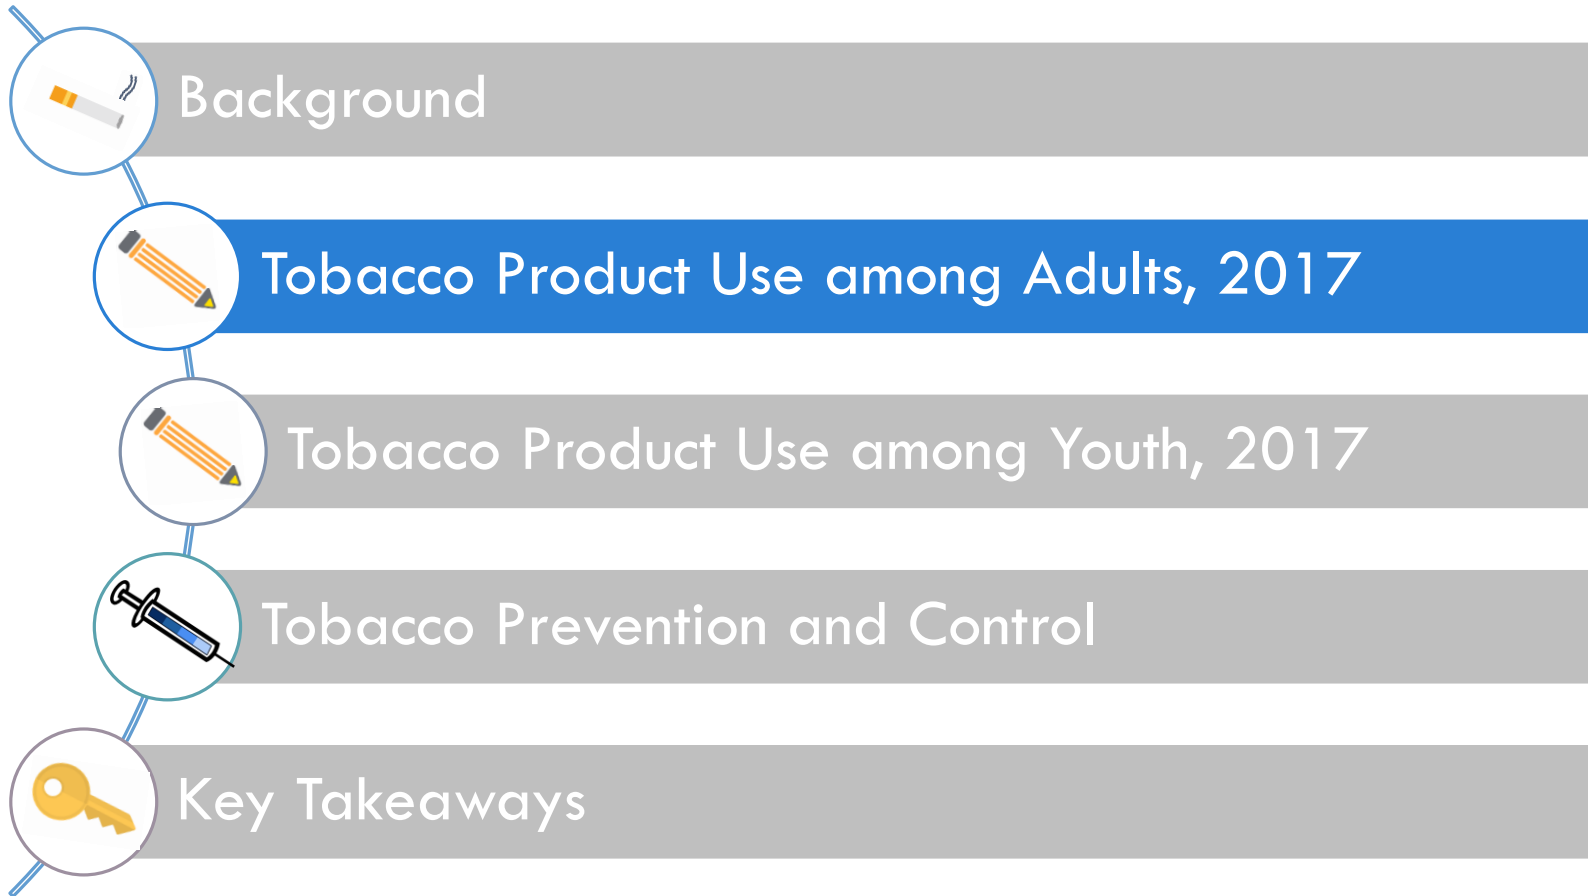 Background
Tobacco Product Use among Adults, 2017
Tobacco Product Use among Youth, 2017
Tobacco Prevention and Control
Key Takeaways